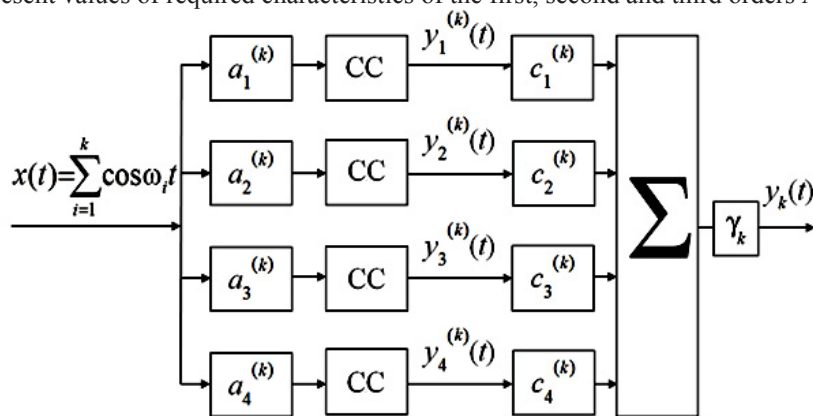 esent values of required characteristics of the first, second and third orders
a₁⁽ᵏ⁾ CC y₁⁽ᵏ⁾(t) c₁⁽ᵏ⁾
a₂⁽ᵏ⁾ CC y₂⁽ᵏ⁾(t) c₂⁽ᵏ⁾
x(t)=∑ᵢ₌₁ᵏ cosωᵢt
∑ γₖ yₖ(t)
a₃⁽ᵏ⁾ CC y₃⁽ᵏ⁾(t) c₃⁽ᵏ⁾
a₄⁽ᵏ⁾ CC y₄⁽ᵏ⁾(t) c₄⁽ᵏ⁾